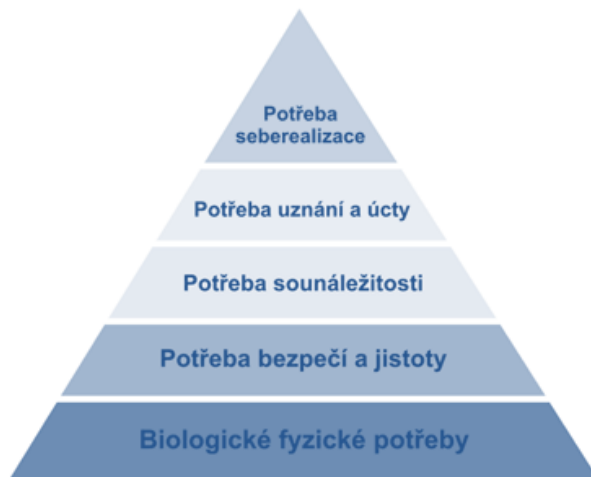 Potřeba
seberealizace
Potřeba uznání a úcty
Potřeba sounáležitosti
Potřeba bezpečí a jistoty
Biologické fyzické potřeby